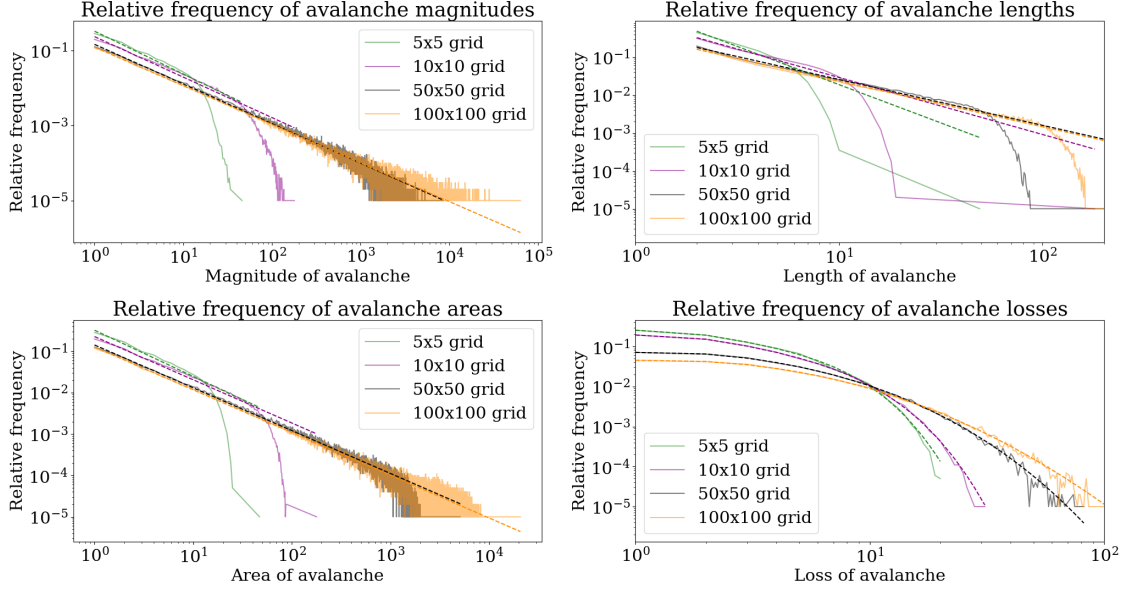 Relative frequency of avalanche magnitudes
Relative frequency
10^-1
10^-3
10^-5
5x5 grid
10x10 grid
50x50 grid
100x100 grid
10^0 10^1 10^2 10^3 10^4 10^5
Magnitude of avalanche
Relative frequency of avalanche lengths
Relative frequency
10^-1
10^-2
10^-3
10^-4
10^-5
5x5 grid
10x10 grid
50x50 grid
100x100 grid
10^0 10^1 10^2
Length of avalanche
Relative frequency of avalanche areas
Relative frequency
10^-1
10^-2
10^-3
10^-4
10^-5
5x5 grid
10x10 grid
50x50 grid
100x100 grid
10^0 10^1 10^2 10^3 10^4
Area of avalanche
Relative frequency of avalanche losses
Relative frequency
10^-1
10^-2
10^-3
10^-4
10^-5
5x5 grid
10x10 grid
50x50 grid
100x100 grid
10^0 10^1 10^2
Loss of avalanche